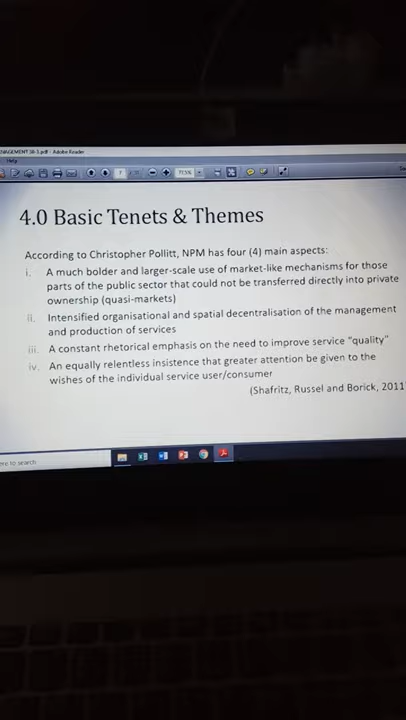 NAGEMENT SB-1.pdf - Adobe Reader
Help
7
4.0 Basic Tenets & Themes
According to Christopher Pollitt, NPM has four (4) main aspects:
i. A much bolder and larger-scale use of market-like mechanisms for those
parts of the public sector that could not be transferred directly into private
ownership (quasi-markets)
ii. Intensified organisational and spatial decentralisation of the management
and production of services
iii. A constant rhetorical emphasis on the need to improve service “quality”
iv. An equally relentless insistence that greater attention be given to the
wishes of the individual service user/consumer
(Shafritz, Russel and Borick, 2011
ere to search